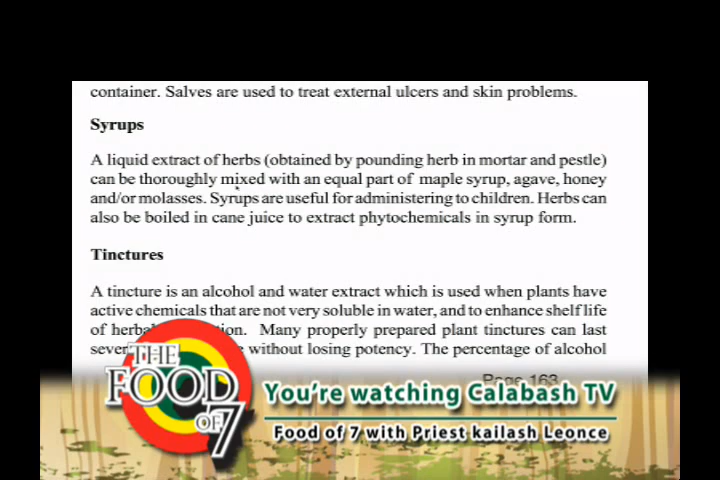 container. Salves are used to treat external ulcers and skin problems.
Syrups
A liquid extract of herbs (obtained by pounding herb in mortar and pestle)
can be thoroughly mixed with an equal part of maple syrup, agave, honey
and/or molasses. Syrups are useful for administering to children. Herbs can
also be boiled in cane juice to extract phytochemicals in syrup form.
Tinctures
A tincture is an alcohol and water extract which is used when plants have
active chemicals that are not very soluble in water, and to enhance shelf life
of Many properly prepared plant tinctures can last
without losing potency. The percentage of alcohol
Page 163
THE FOOD OF 7
You're watching Calabash TV
Food of 7 with Priest kailash Leonce